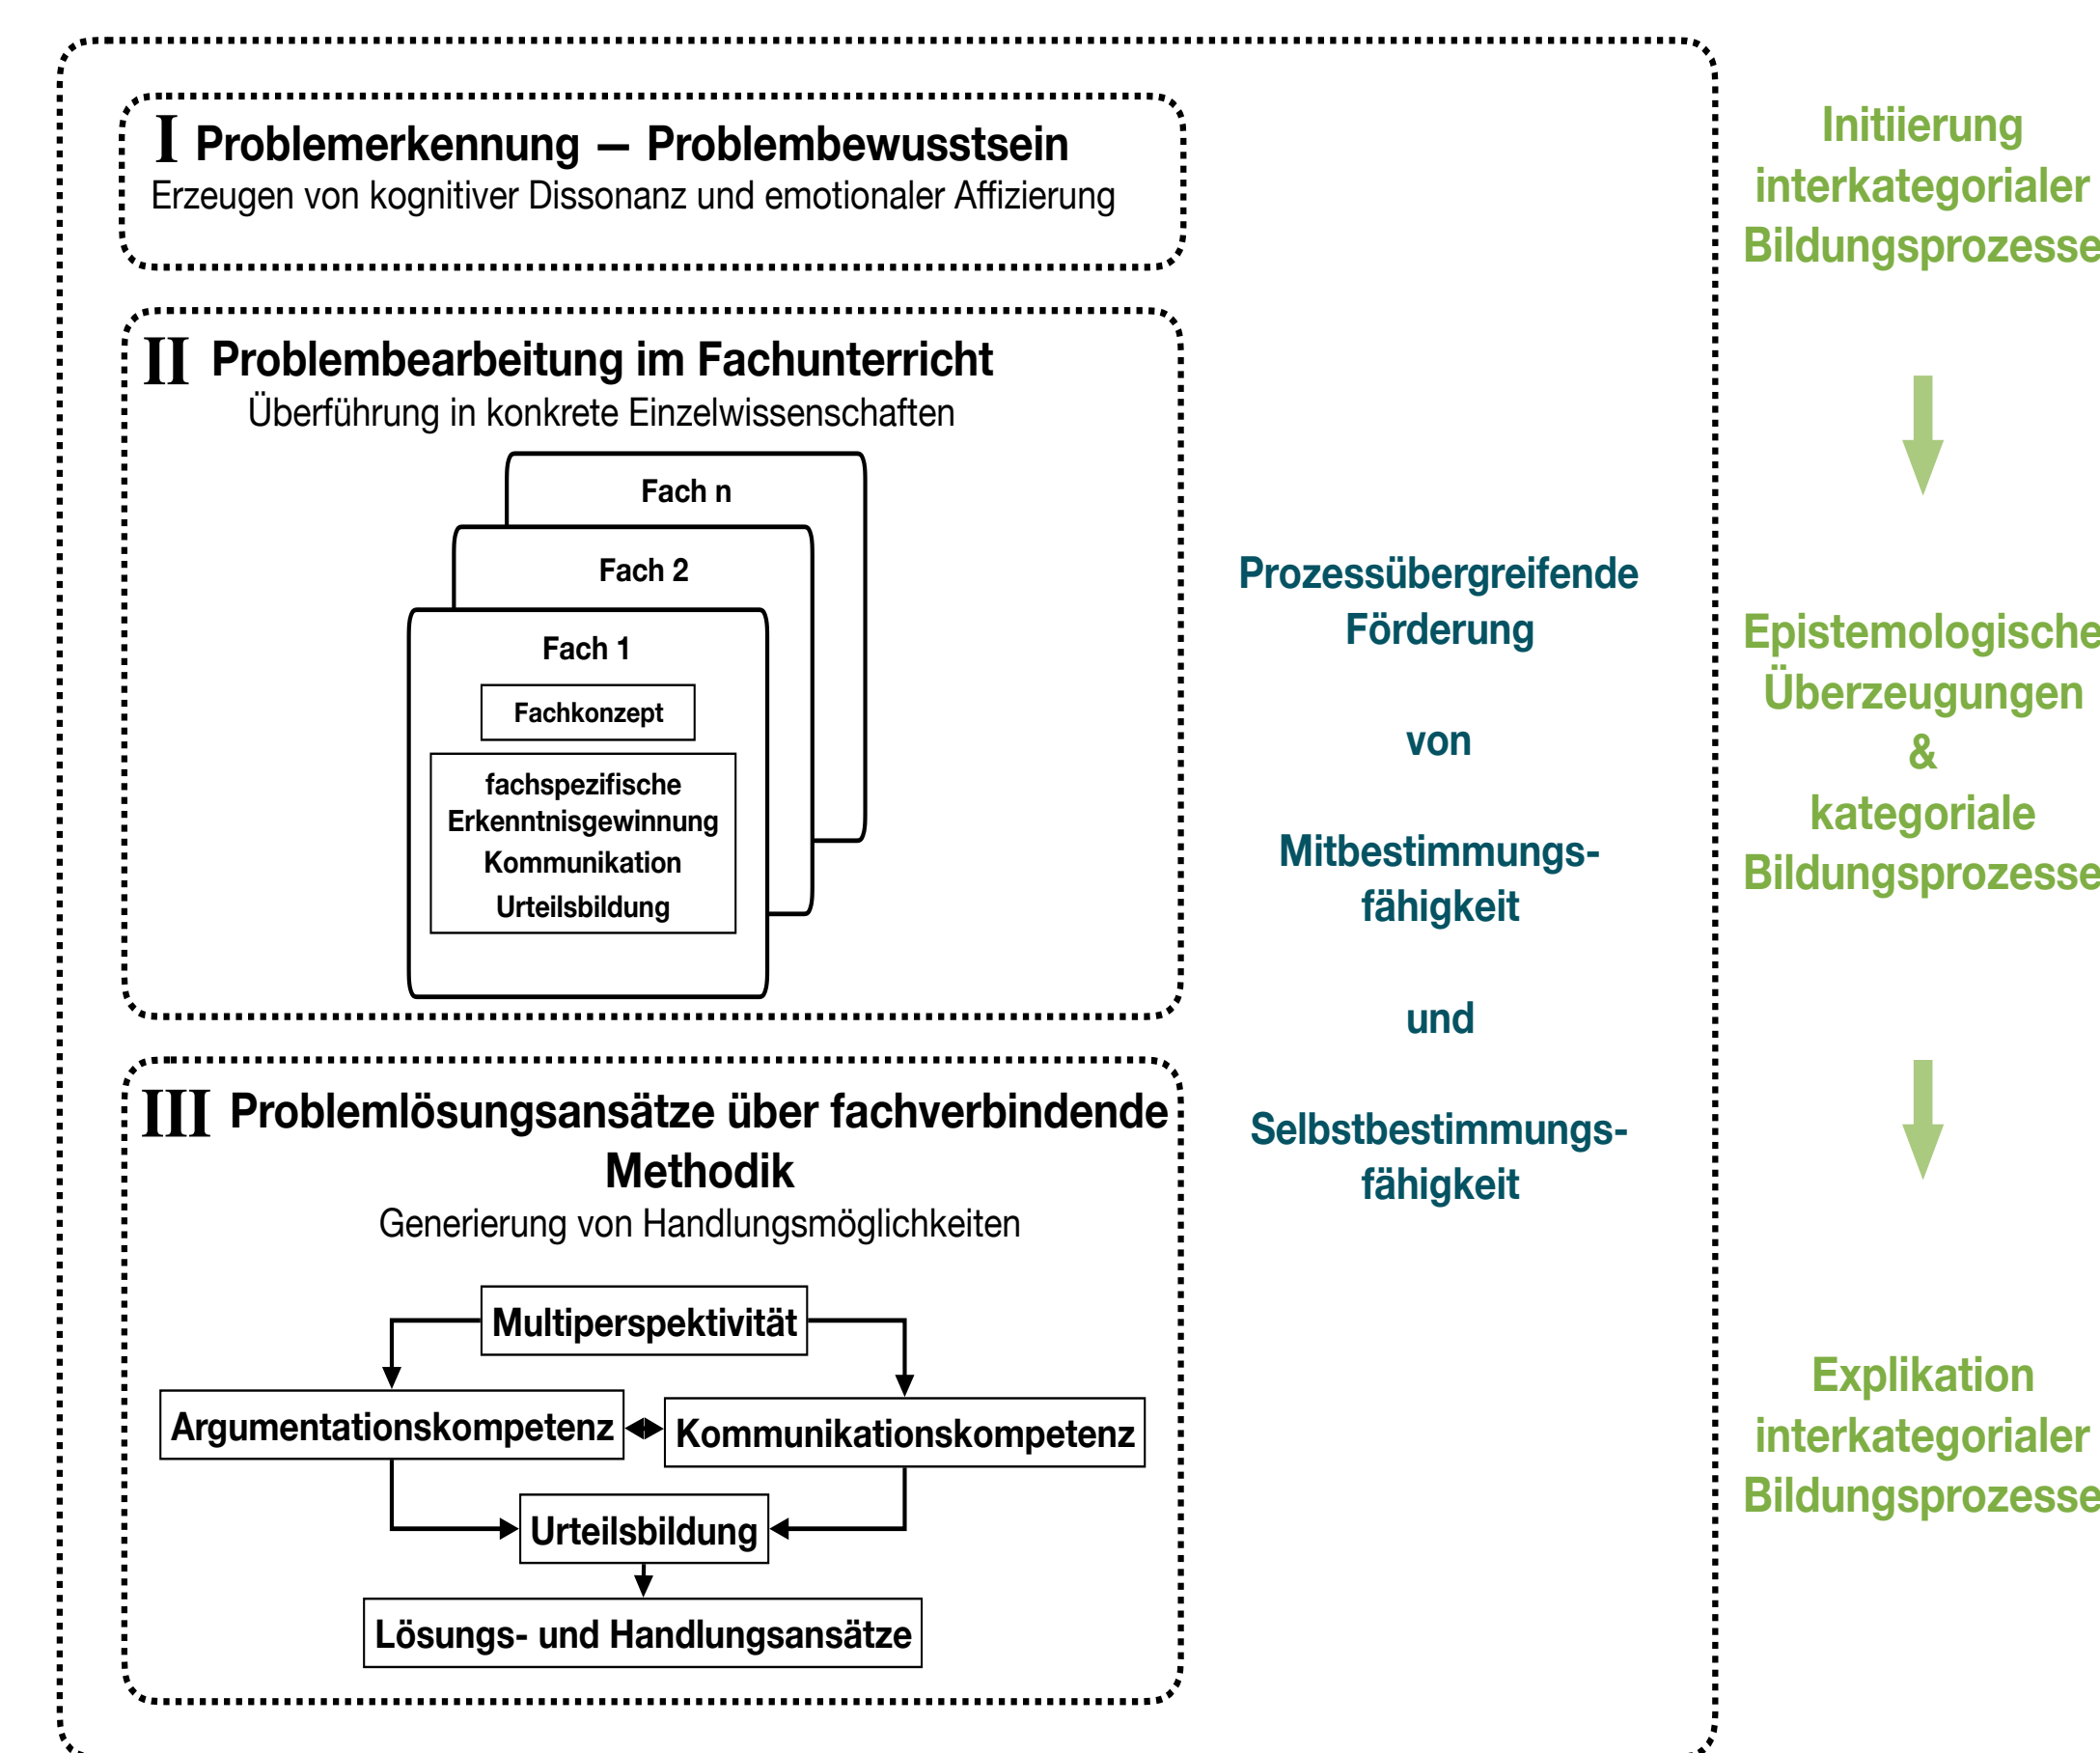 I Problemerkennung – Problembewusstsein
Erzeugen von kognitiver Dissonanz und emotionaler Affizierung
II Problembearbeitung im Fachunterricht
Überführung in konkrete Einzelwissenschaften
Fach n
Fach 2
Fach 1
Fachkonzept
fachspezifische
Erkenntnisgewinnung
Kommunikation
Urteilsbildung
III Problemlösungsansätze über fachverbindende
Methodik
Generierung von Handlungsmöglichkeiten
Multiperspektivität
Argumentationskompetenz
Kommunikationskompetenz
Urteilsbildung
Lösungs- und Handlungsansätze
Prozessübergreifende
Förderung
von
Mitbestimmungs-
fähigkeit
und
Selbstbestimmungs-
fähigkeit
Initiierung
interkategorialer
Bildungsprozesse
Epistemologische
Überzeugungen
&
kategoriale
Bildungsprozesse
Explikation
interkategorialer
Bildungsprozesse